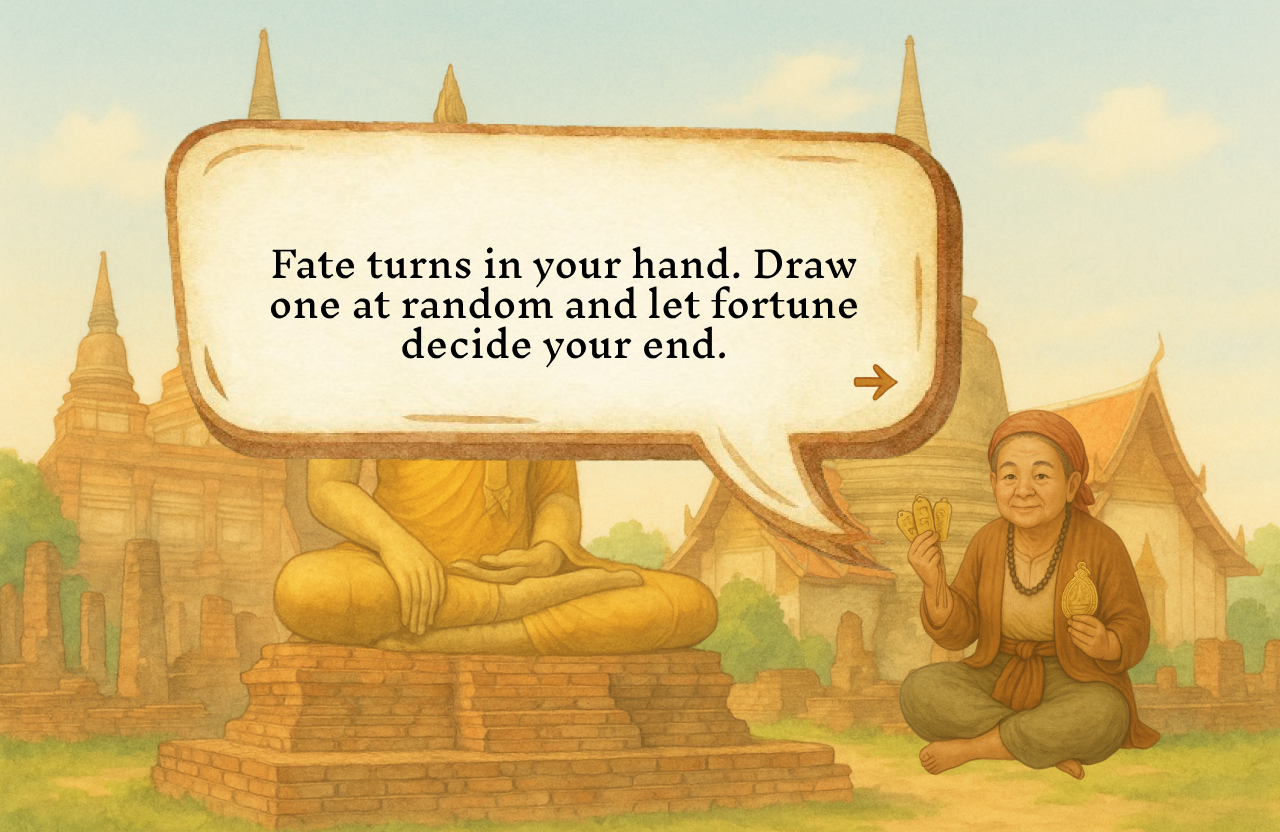 Fate turns in your hand. Draw
one at random and let fortune
decide your end.